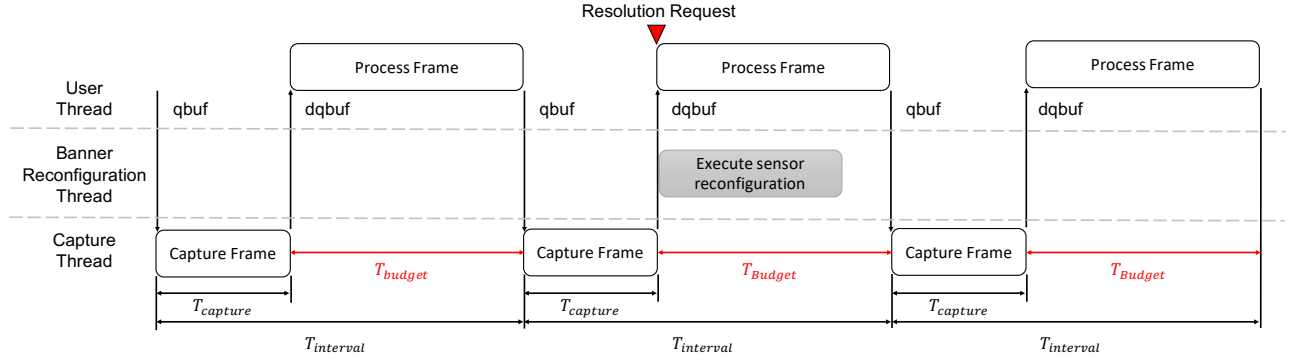 Resolution Request
Process Frame
Process Frame
Process Frame
User
Thread
qbuf
dqbuf
qbuf
dqbuf
qbuf
dqbuf
Banner
Reconfiguration
Thread
Execute sensor
reconfiguration
Capture
Thread
Capture Frame
Capture Frame
Capture Frame
T_budget
T_Budget
T_Budget
T_capture
T_capture
T_capture
T_interval
T_interval
T_interval